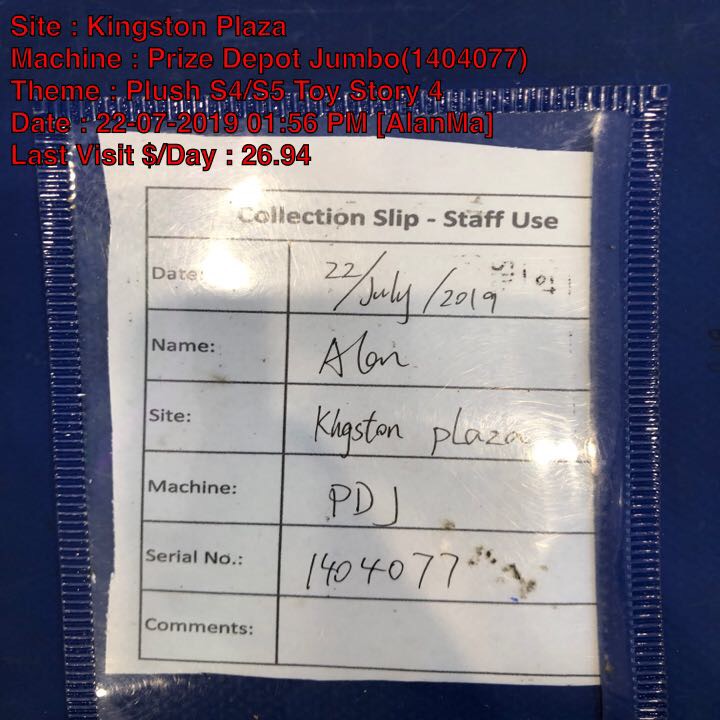 Site : Kingston Plaza
Machine : Prize Depot Jumbo(1404077)
Theme : Plush S4/S5 Toy Story 4
Date : 22-07-2019 01:56 PM [AlanMa]
Last Visit $/Day : 26.94
Collection Slip - Staff Use
Date: 22/July/2019
Name: Alan
Site: Kingston plaza
Machine: PDJ
Serial No.: 1404077
Comments: